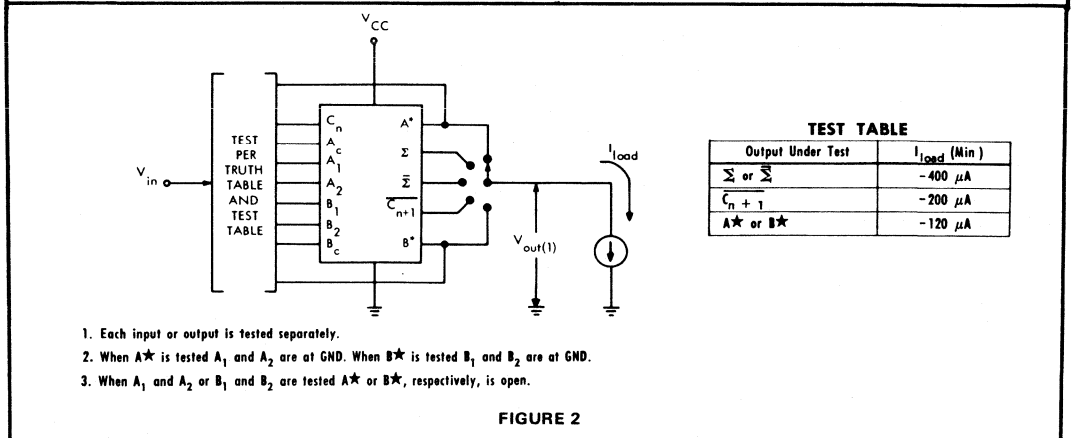 V_CC
V_in
TEST
PER
TRUTH
TABLE
AND
TEST
TABLE
C_n
A_c
A_1
A_2
B_1
B_2
B_c
A*
Σ
Σ̅
\overline{C_{n+1}}
B*
V_out(1)
I_load
TEST TABLE
Output Under Test I_load (Min)
Σ or Σ̅ -400 μA
\overline{C_{n + 1}} -200 μA
A★ or B★ -120 μA
1. Each input or output is tested separately.
2. When A★ is tested A_1 and A_2 are at GND. When B★ is tested B_1 and B_2 are at GND.
3. When A_1 and A_2 or B_1 and B_2 are tested A★ or B★, respectively, is open.
FIGURE 2